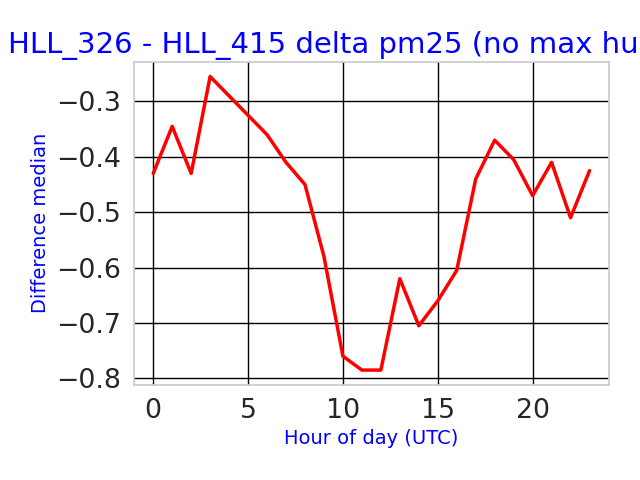 HLL_326 - HLL_415 delta pm25 (no max hu
Difference median
−0.3
−0.4
−0.5
−0.6
−0.7
−0.8
0 5 10 15 20
Hour of day (UTC)